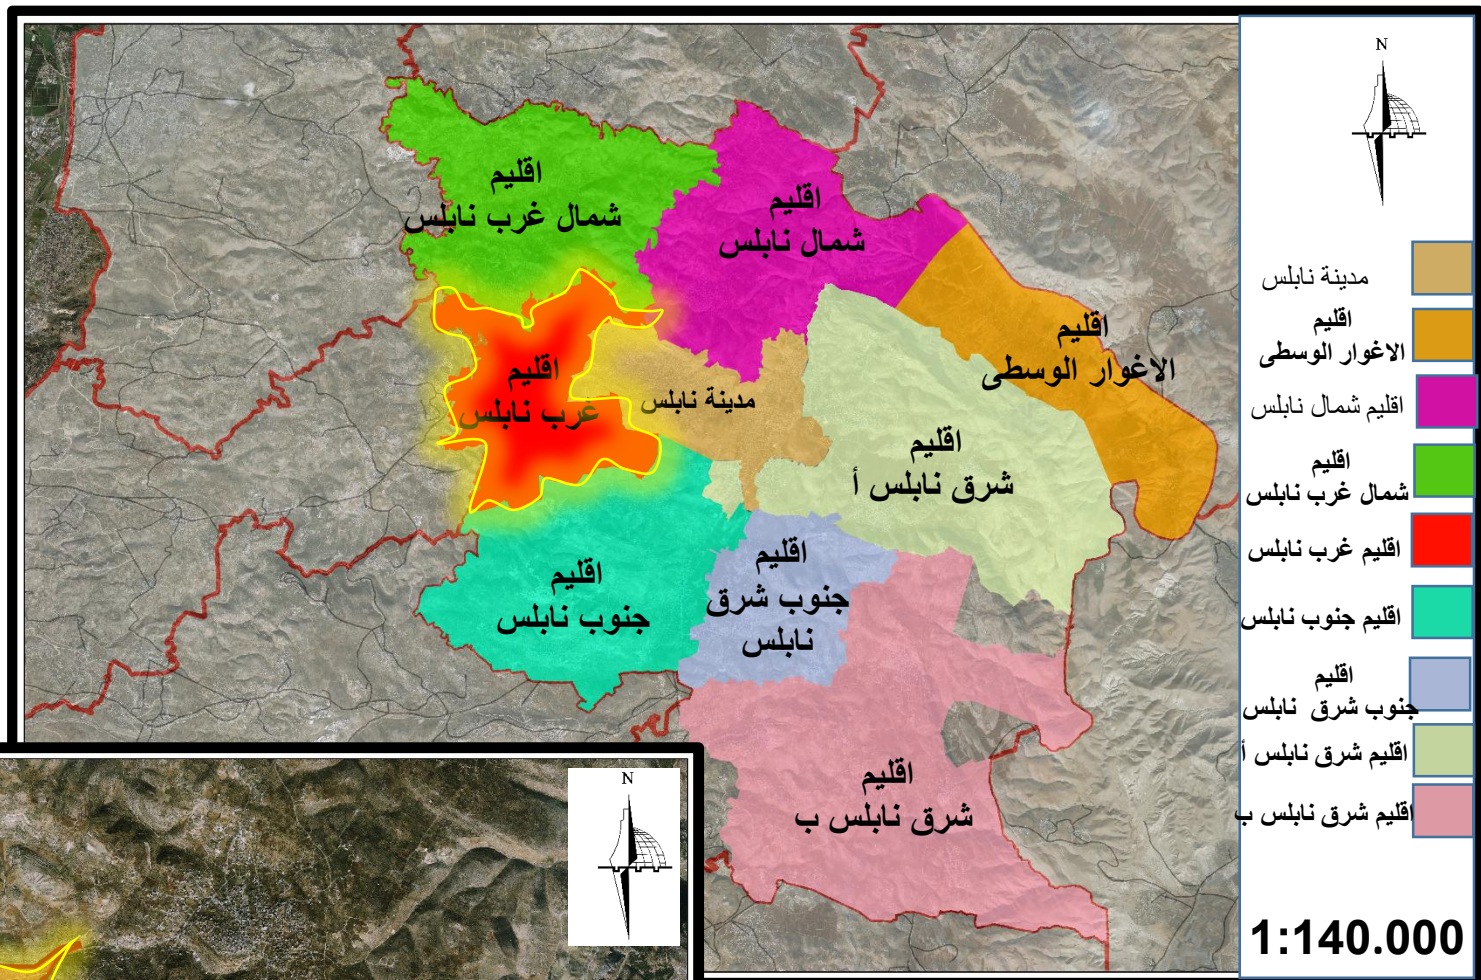 اقليم
شمال غرب نابلس
اقليم
شمال نابلس
اقليم
الاغوار الوسطى
اقليم
غرب نابلس
مدينة نابلس
اقليم
شرق نابلس أ
اقليم
جنوب نابلس
اقليم
جنوب شرق
نابلس
اقليم
شرق نابلس ب
N
مدينة نابلس
اقليم
الاغوار الوسطى
اقليم شمال نابلس
اقليم
شمال غرب نابلس
اقليم غرب نابلس
اقليم جنوب نابلس
اقليم
جنوب شرق نابلس
اقليم شرق نابلس أ
اقليم شرق نابلس ب
1:140.000
N